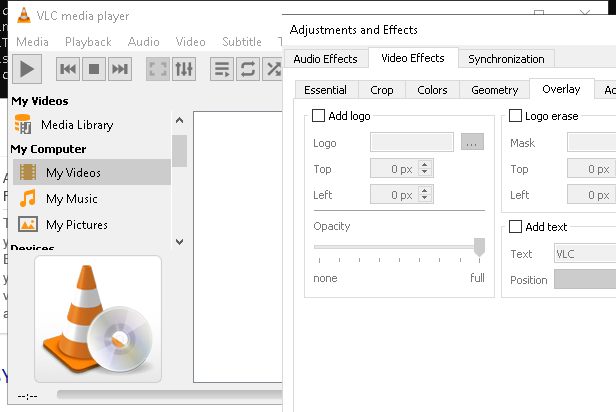 VLC media player
Media Playback Audio Video Subtitle T
My Videos
Media Library
My Computer
My Videos
My Music
My Pictures
Devices
--:--
Adjustments and Effects
Audio Effects Video Effects Synchronization
Essential Crop Colors Geometry Overlay
Add logo
Logo ...
Top 0 px
Left 0 px
Opacity
none full
Logo erase
Mask
Top 0 px
Left 0 px
Add text
Text VLC
Position